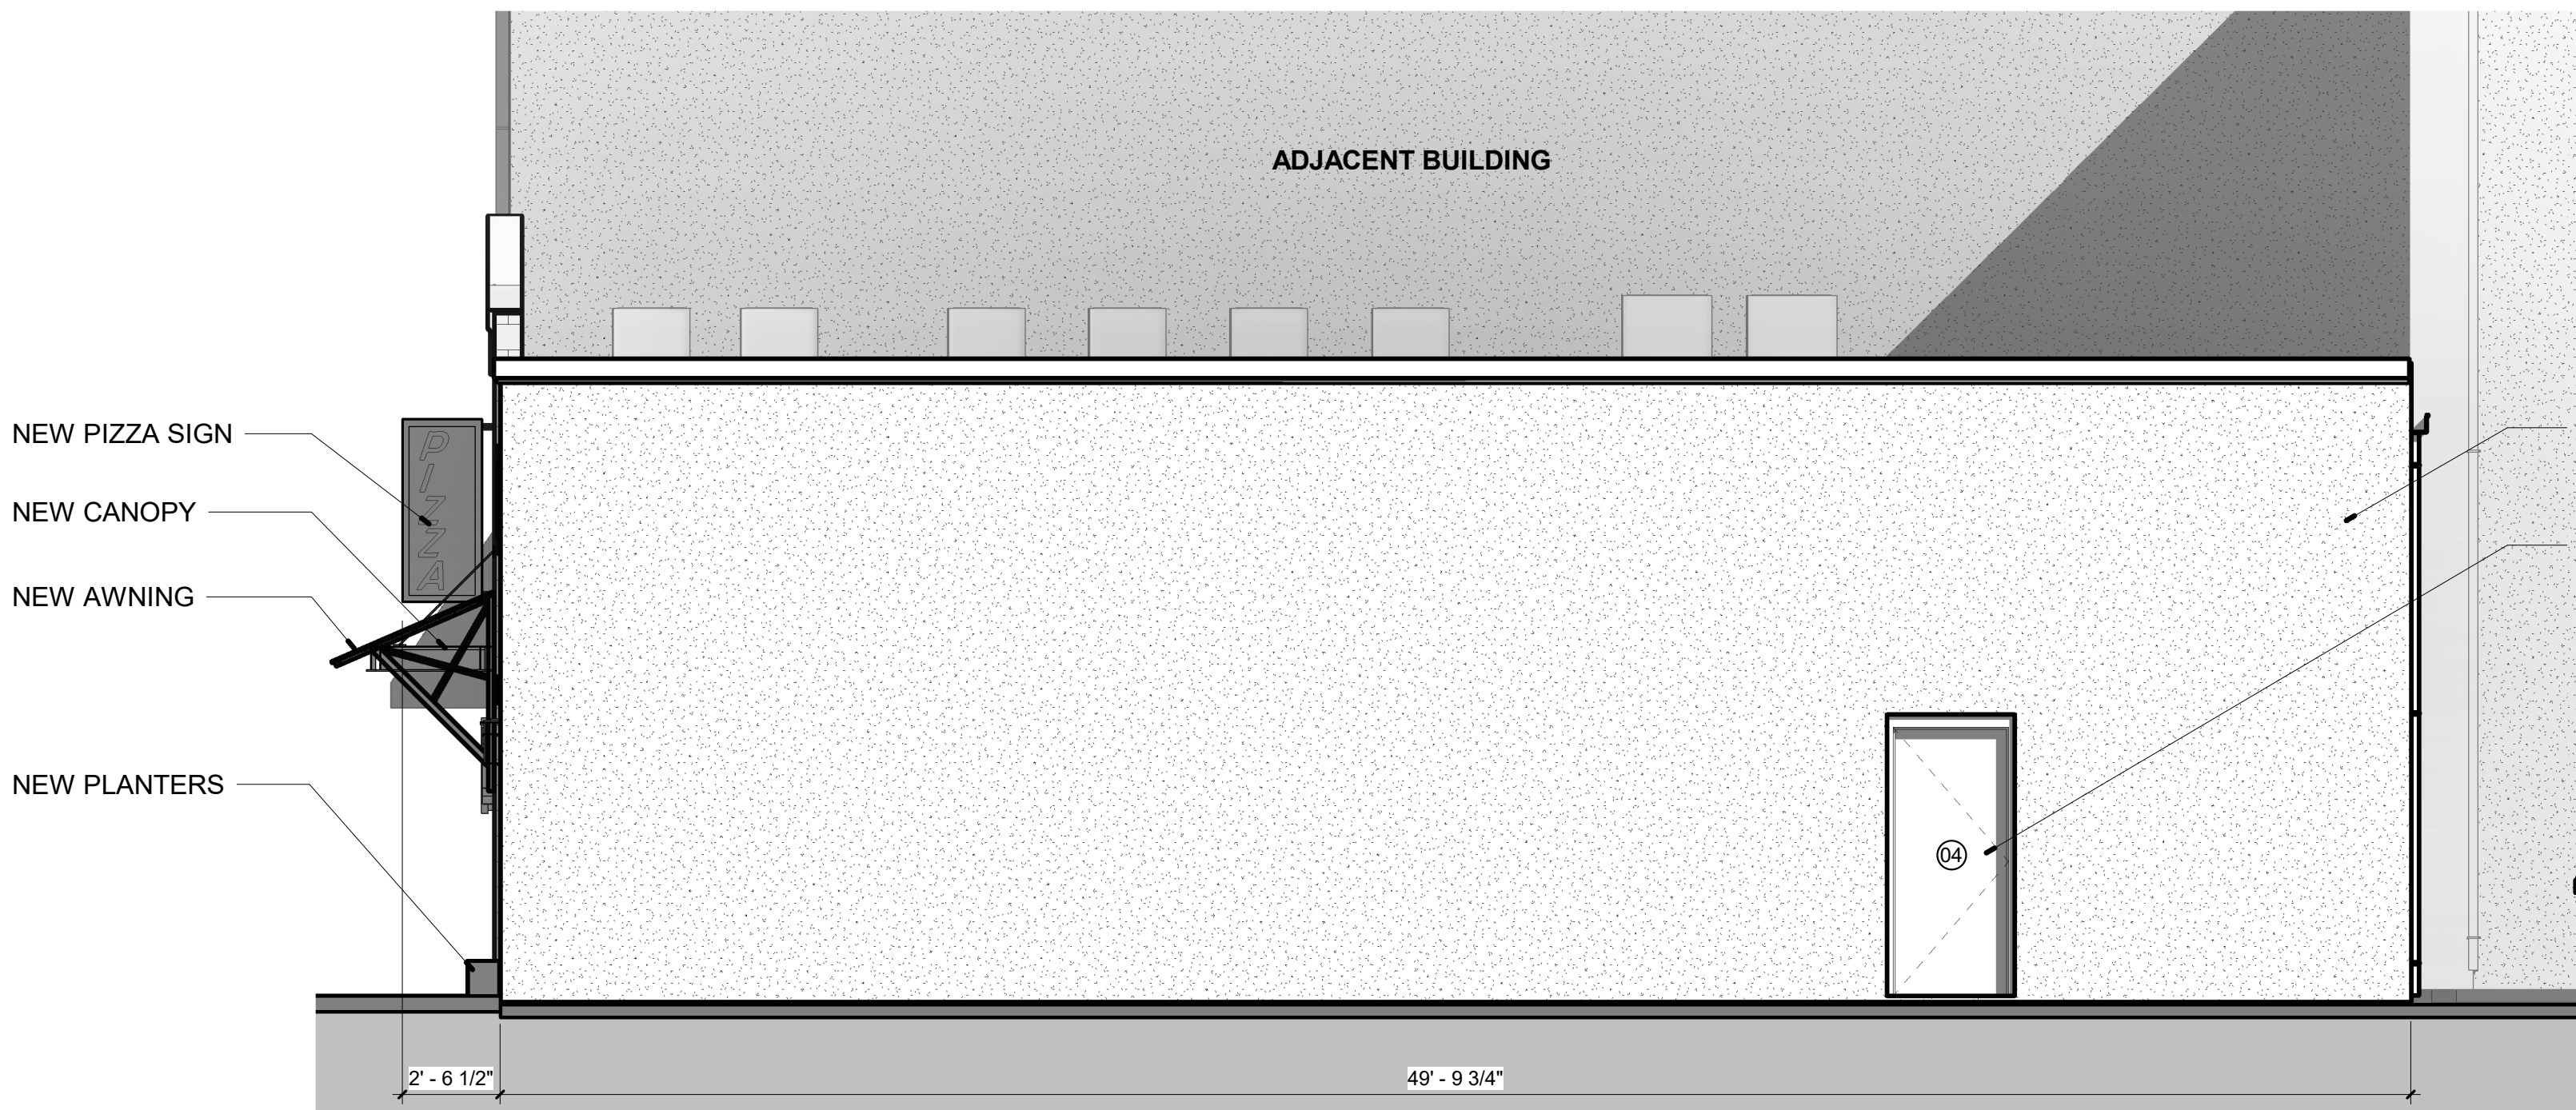 ADJACENT BUILDING
NEW PIZZA SIGN
PIZZA
NEW CANOPY
NEW AWNING
NEW PLANTERS
04
2' - 6 1/2"
49' - 9 3/4"